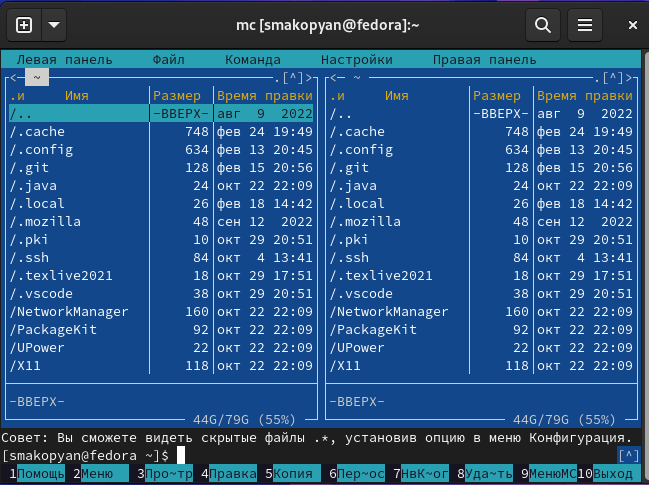 mc [smakopyan@fedora]:~
Левая панель Файл Команда Настройки Правая панель
<─ ~ .[^]> <─ ~ .[^]>
.и Имя Размер Время правки .и Имя Размер Время правки
/.. -ВВЕРХ- авг 9 2022 /.. -ВВЕРХ- авг 9 2022
/.cache 748 фев 24 19:49 /.cache 748 фев 24 19:49
/.config 634 фев 13 20:45 /.config 634 фев 13 20:45
/.git 128 фев 15 20:56 /.git 128 фев 15 20:56
/.java 24 окт 22 22:09 /.java 24 окт 22 22:09
/.local 26 фев 18 14:42 /.local 26 фев 18 14:42
/.mozilla 48 сен 12 2022 /.mozilla 48 сен 12 2022
/.pki 10 окт 29 20:51 /.pki 10 окт 29 20:51
/.ssh 84 окт 4 13:41 /.ssh 84 окт 4 13:41
/.texlive2021 18 окт 29 17:51 /.texlive2021 18 окт 29 17:51
/.vscode 38 окт 29 20:51 /.vscode 38 окт 29 20:51
/NetworkManager 160 окт 22 22:09 /NetworkManager 160 окт 22 22:09
/PackageKit 92 окт 22 22:09 /PackageKit 92 окт 22 22:09
/UPower 22 окт 22 22:09 /UPower 22 окт 22 22:09
/X11 118 окт 22 22:09 /X11 118 окт 22 22:09
-ВВЕРХ- -ВВЕРХ-
44G/79G (55%) 44G/79G (55%)
Совет: Вы сможете видеть скрытые файлы .*, установив опцию в меню Конфигурация.
[smakopyan@fedora ~]$ [^]
1Помощь 2Меню 3Про~тр 4Правка 5Копия 6Пер~ос 7НвК~ог 8Уда~ть 9МенюMC 10Выход